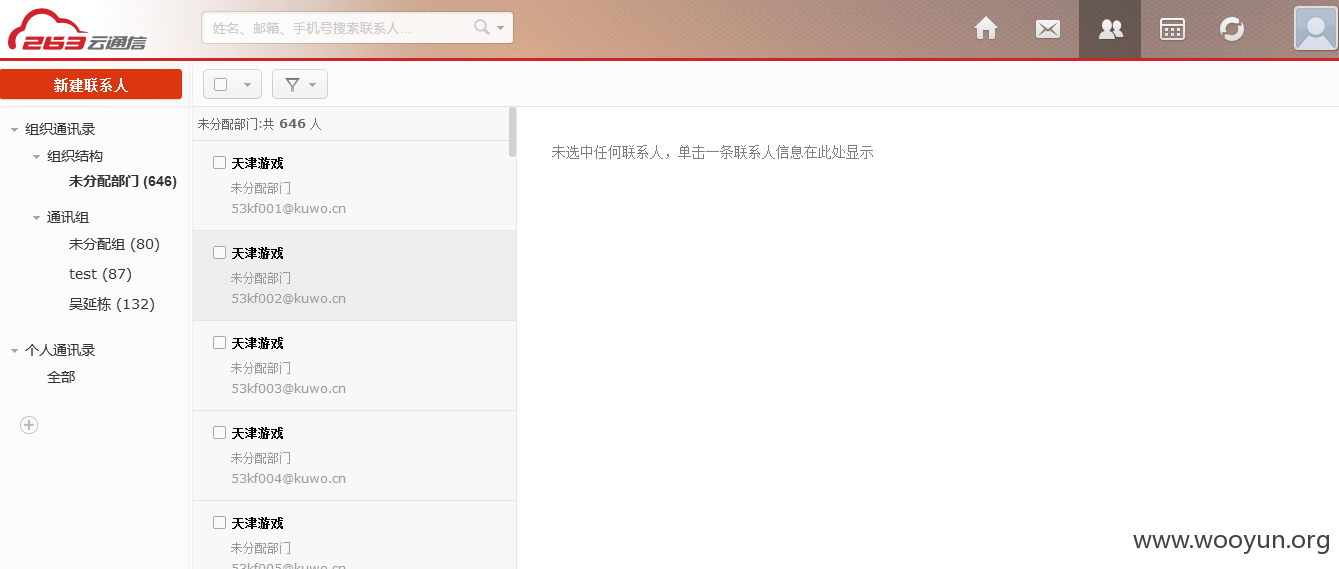 263云通信
姓名、邮箱、手机号搜索联系人...
新建联系人
组织通讯录
组织结构
未分配部门 (646)
通讯组
未分配组 (80)
test (87)
吴延栋 (132)
个人通讯录
全部
未分配部门:共 646 人
天津游戏
未分配部门
53kf001@kuwo.cn
天津游戏
未分配部门
53kf002@kuwo.cn
天津游戏
未分配部门
53kf003@kuwo.cn
天津游戏
未分配部门
53kf004@kuwo.cn
天津游戏
未分配部门
53kf005@kuwo.cn
未选中任何联系人，单击一条联系人信息在此处显示
www.wooyun.org